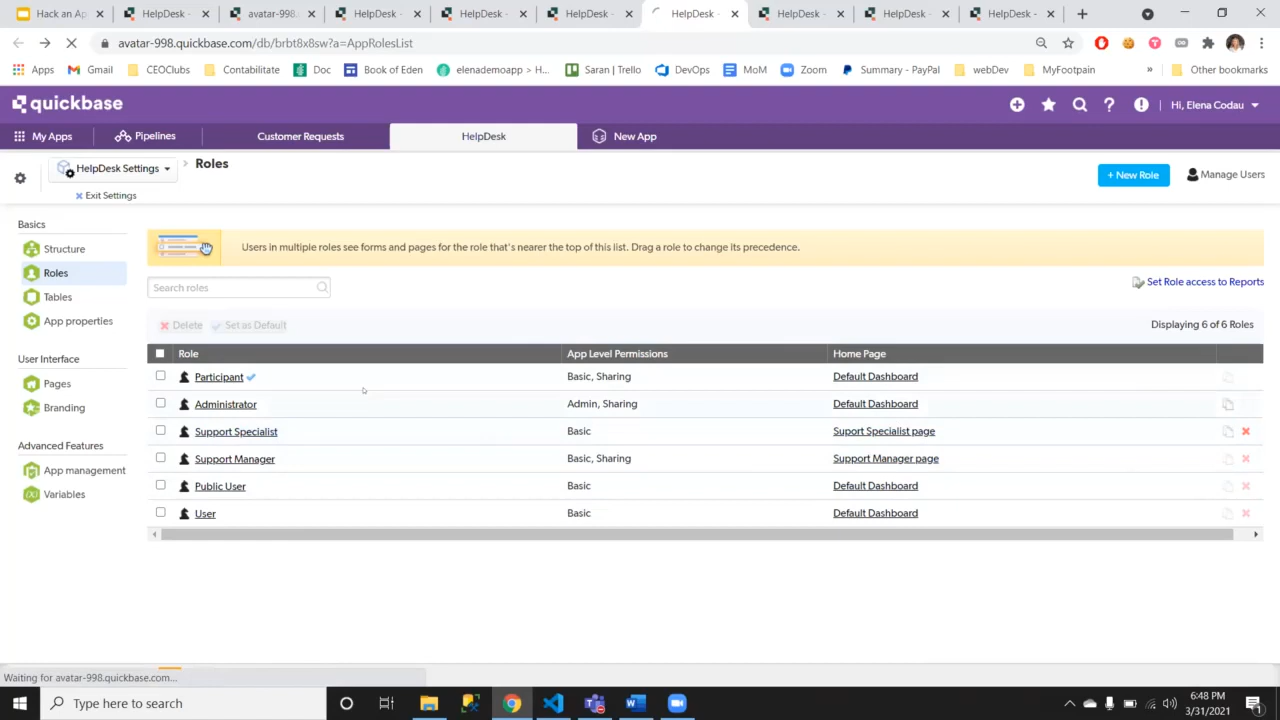 Hack an Ap
HelpDesk -
avatar-998.
HelpDesk -
HelpDesk -
HelpDesk -
HelpDesk -
HelpDesk -
HelpDesk -
HelpDesk -
avatar-998.quickbase.com/db/brbt8x8sw?a=AppRolesList
Apps
Gmail
CEOClubs
Contabilitate
Doc
Book of Eden
elenademoapp > H...
Saran | Trello
DevOps
MoM
Zoom
Summary - PayPal
webDev
MyFootpain
»
Other bookmarks
quickbase
Hi, Elena Codau
My Apps
Pipelines
Customer Requests
HelpDesk
New App
HelpDesk Settings
Roles
+ New Role
Manage Users
Exit Settings
Basics
Structure
Roles
Tables
App properties
User Interface
Pages
Branding
Advanced Features
App management
Variables
Users in multiple roles see forms and pages for the role that's nearer the top of this list. Drag a role to change its precedence.
Search roles
Set Role access to Reports
Delete
Set as Default
Displaying 6 of 6 Roles
Role App Level Permissions Home Page
Participant Basic, Sharing Default Dashboard
Administrator Admin, Sharing Default Dashboard
Support Specialist Basic Suport Specialist page
Support Manager Basic, Sharing Support Manager page
Public User Basic Default Dashboard
User Basic Default Dashboard
Waiting for avatar-998.quickbase.com...
Type here to search
6:48 PM
3/31/2021
1